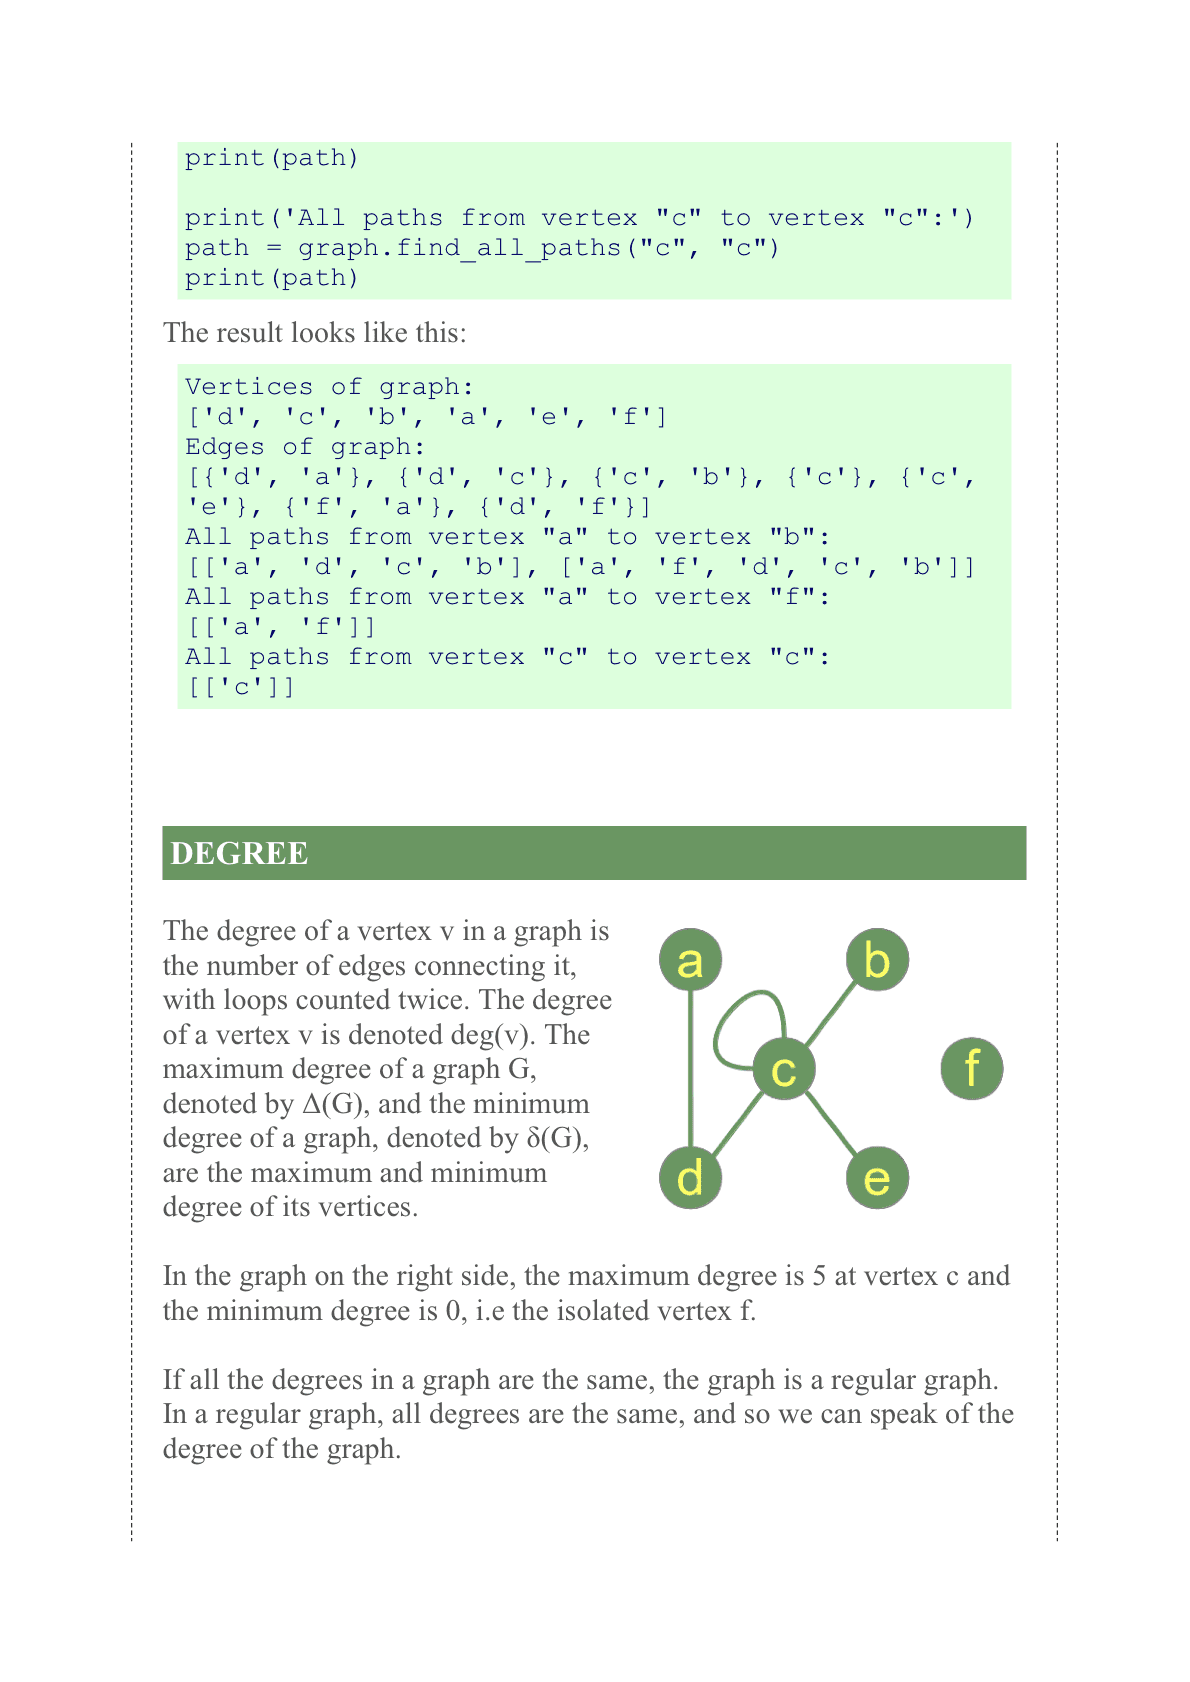 print(path)
print('All paths from vertex "c" to vertex "c":')
path = graph.find_all_paths("c", "c")
print(path)
The result looks like this:
Vertices of graph:
['d', 'c', 'b', 'a', 'e', 'f']
Edges of graph:
[{'d', 'a'}, {'d', 'c'}, {'c', 'b'}, {'c'}, {'c',
'e'}, {'f', 'a'}, {'d', 'f'}]
All paths from vertex "a" to vertex "b":
[['a', 'd', 'c', 'b'], ['a', 'f', 'd', 'c', 'b']]
All paths from vertex "a" to vertex "f":
[['a', 'f']]
All paths from vertex "c" to vertex "c":
[['c']]
DEGREE
The degree of a vertex v in a graph is
the number of edges connecting it,
with loops counted twice. The degree
of a vertex v is denoted deg(v). The
maximum degree of a graph G,
denoted by Δ(G), and the minimum
degree of a graph, denoted by δ(G),
are the maximum and minimum
degree of its vertices.
a
b
c
f
d
e
In the graph on the right side, the maximum degree is 5 at vertex c and
the minimum degree is 0, i.e the isolated vertex f.
If all the degrees in a graph are the same, the graph is a regular graph.
In a regular graph, all degrees are the same, and so we can speak of the
degree of the graph.